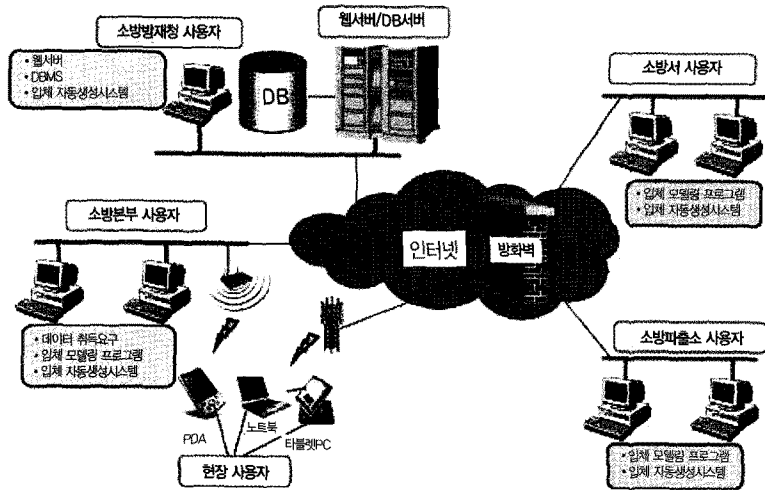 소방방재청 사용자
• 웹서버
• DBMS
• 입체 자동생성시스템
DB
웹서버/DB서버
소방서 사용자
• 입체 모델링 프로그램
• 입체 자동생성시스템
소방본부 사용자
• 데이터 취득요구
• 입체 모델링 프로그램
• 입체 자동생성시스템
인터넷
방화벽
소방파출소 사용자
• 입체 모델링 프로그램
• 입체 자동생성시스템
PDA
노트북
타블렛PC
현장 사용자